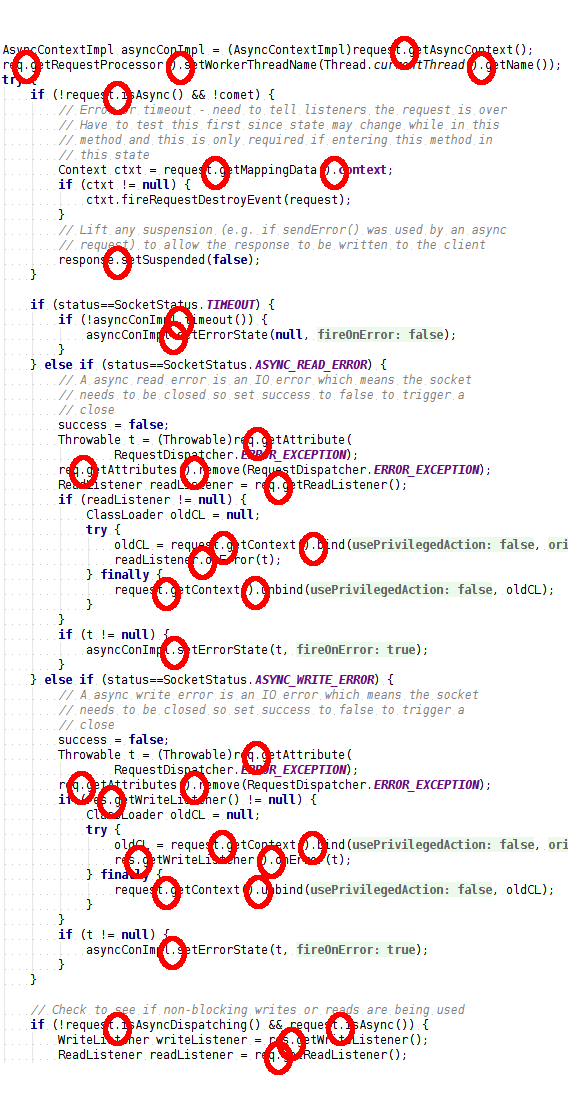 AsyncContextImpl asyncConImpl = (AsyncContextImpl)request.getAsyncContext();
req.getRequestProcessor().setWorkerThreadName(Thread.currentThread().getName());
try {
if (!request.isAsync() && !comet) {
// Error or timeout - need to tell listeners the request is over
// Have to test this first since state may change while in this
// method and this is only required if entering this method in
// this state
Context ctxt = request.getMappingData().context;
if (ctxt != null) {
ctxt.fireRequestDestroyEvent(request);
}
// Lift any suspension (e.g. if sendError() was used by an async
// request) to allow the response to be written to the client
response.setSuspended(false);
}
if (status==SocketStatus.TIMEOUT) {
if (!asyncConImpl.timeout()) {
asyncConImpl.setErrorState(null, fireOnError: false);
}
} else if (status==SocketStatus.ASYNC_READ_ERROR) {
// A async read error is an IO error which means the socket
// needs to be closed so set success to false to trigger a
// close
success = false;
Throwable t = (Throwable)req.getAttribute(
RequestDispatcher.ERROR_EXCEPTION);
req.getAttributes().remove(RequestDispatcher.ERROR_EXCEPTION);
ReadListener readListener = req.getReadListener();
if (readListener != null) {
ClassLoader oldCL = null;
try {
oldCL = request.getContext().bind(usePrivilegedAction: false, ori
readListener.onError(t);
} finally {
request.getContext().unbind(usePrivilegedAction: false, oldCL);
}
}
if (t != null) {
asyncConImpl.setErrorState(t, fireOnError: true);
}
} else if (status==SocketStatus.ASYNC_WRITE_ERROR) {
// A async write error is an IO error which means the socket
// needs to be closed so set success to false to trigger a
// close
success = false;
Throwable t = (Throwable)req.getAttribute(
RequestDispatcher.ERROR_EXCEPTION);
req.getAttributes().remove(RequestDispatcher.ERROR_EXCEPTION);
if (res.getWriteListener() != null) {
ClassLoader oldCL = null;
try {
oldCL = request.getContext().bind(usePrivilegedAction: false, ori
res.getWriteListener().onError(t);
} finally {
request.getContext().unbind(usePrivilegedAction: false, oldCL);
}
}
if (t != null) {
asyncConImpl.setErrorState(t, fireOnError: true);
}
}
// Check to see if non-blocking writes or reads are being used
if (!request.isAsyncDispatching() && request.isAsync()) {
WriteListener writeListener = res.getWriteListener();
ReadListener readListener = req.getReadListener();